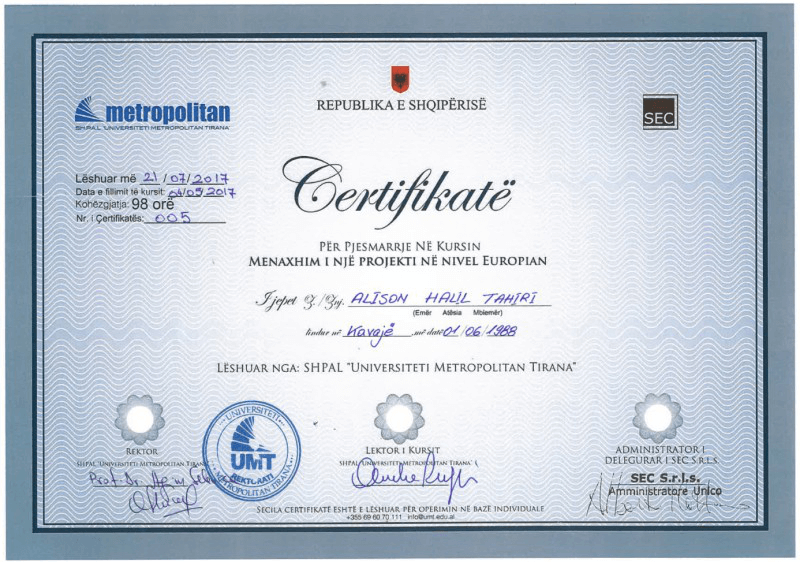 metropolitan
SH.P.A.L. "UNIVERSITETI METROPOLITAN TIRANA"
REPUBLIKA E SHQIPËRISË
SEC
Lëshuar më 21/07/2017
Data e fillimit të kursit: 04/05/2017
Kohëzgjatja: 98 orë
Nr. i Çertifikatës: 005
Certifikatë
PËR PJESMARRJE NË KURSIN
MENAXHIM I NJË PROJEKTI NË NIVEL EUROPIAN
I jepet Z./Znj. ALISON HALIL TAHIRI
(Emër Atësia Mbiemër)
lindur në Kavajë më datë 01/06/1988
LËSHUAR NGA: SHPAL "UNIVERSITETI METROPOLITAN TIRANA"
REKTOR
SHPAL "UNIVERSITETI METROPOLITAN TIRANA"
Prof. Dr.
UNIVERSITETI
UMT
REKTORATI
METROPOLITAN TIRANA
LEKTOR I KURSIT
SHPAL "UNIVERSITETI METROPOLITAN TIRANA"
ADMINISTRATOR I
DELEGURAR I SEC S.R.L.S.
SEC S.r.l.s.
Amministratore Unico
SECILA CERTIFIKATË ËSHTË E LËSHUAR PËR OPERIMIN NË BAZË INDIVIDUALE
+355 69 60 70 111 info@umt.edu.al